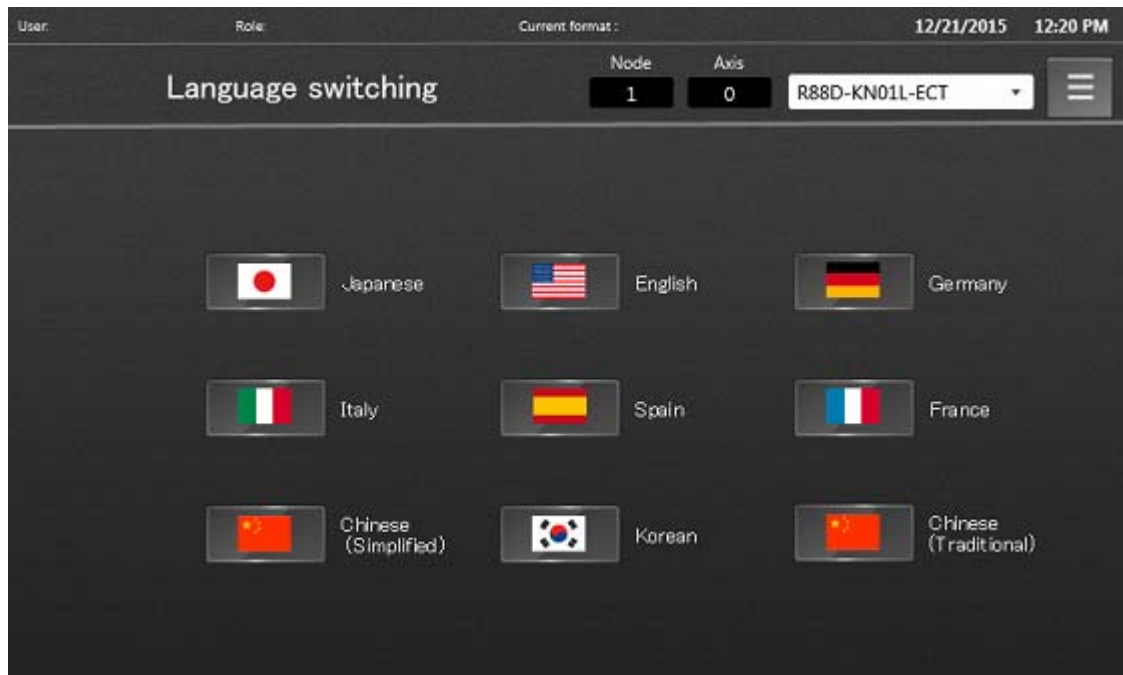 User: Role: Current format : 12/21/2015 12:20 PM
Language switching
Node Axis
1 0 R88D-KN01L-ECT
Japanese English Germany
Italy Spain France
Chinese
(Simplified)
Korean
Chinese
(Traditional)